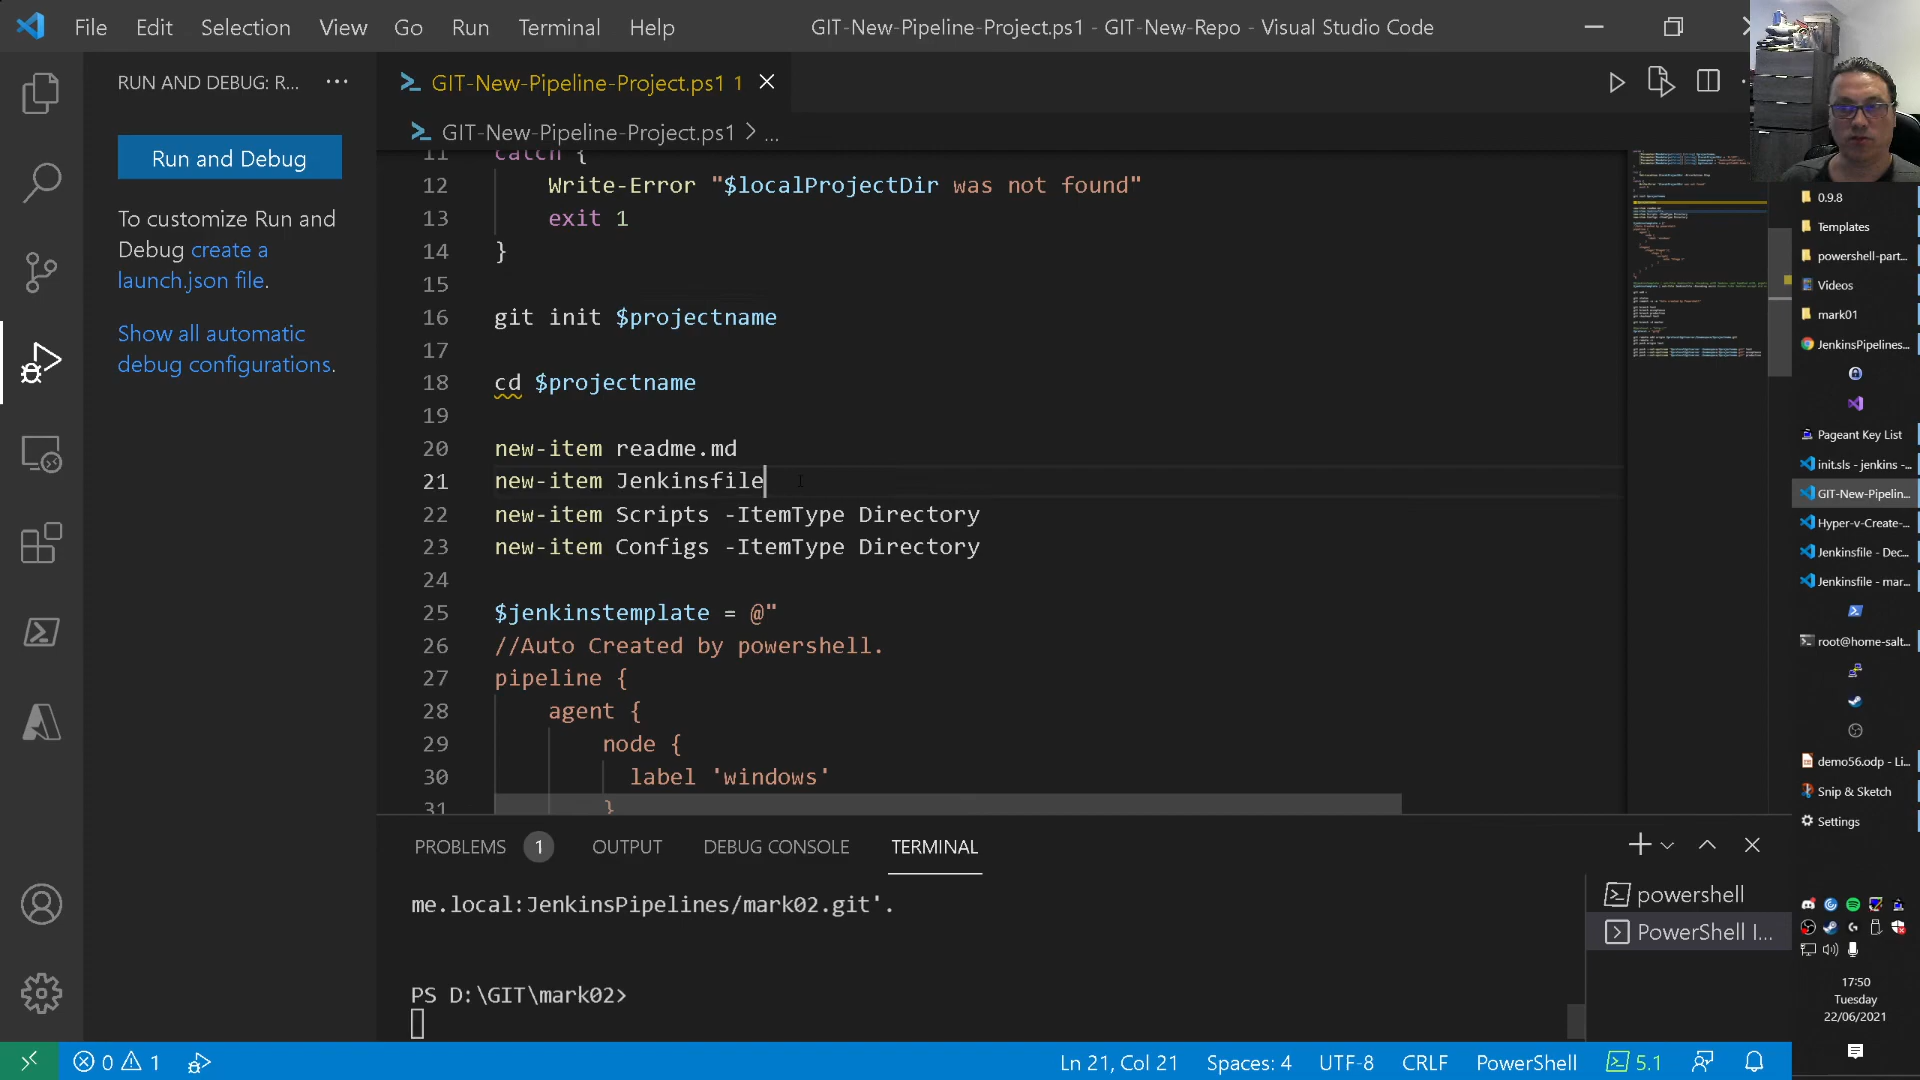 File Edit Selection View Go Run Terminal Help
GIT-New-Pipeline-Project.ps1 - GIT-New-Repo - Visual Studio Code
RUN AND DEBUG: R... ···
Run and Debug
To customize Run and
Debug create a
launch.json file.
Show all automatic
debug configurations.
GIT-New-Pipeline-Project.ps1 1
GIT-New-Pipeline-Project.ps1 > ...
11 catch {
12 Write-Error "$localProjectDir was not found"
13 exit 1
14 }
15
16 git init $projectname
17
18 cd $projectname
19
20 new-item readme.md
21 new-item Jenkinsfile
22 new-item Scripts -ItemType Directory
23 new-item Configs -ItemType Directory
24
25 $jenkinstemplate = @"
26 //Auto Created by powershell.
27 pipeline {
28 agent {
29 node {
30 label 'windows'
31 }
PROBLEMS 1 OUTPUT DEBUG CONSOLE TERMINAL
me.local:JenkinsPipelines/mark02.git'.
PS D:\GIT\mark02>
powershell
PowerShell I...
0 1
Ln 21, Col 21 Spaces: 4 UTF-8 CRLF PowerShell 5.1
0.9.8
Templates
powershell-part...
Videos
mark01
JenkinsPipelines...
Pageant Key List
init.sls - jenkins -...
GIT-New-Pipelin...
Hyper-v-Create-...
Jenkinsfile - Dec...
Jenkinsfile - mar...
root@home-salt...
demo56.odp - Li...
Snip & Sketch
Settings
17:50
Tuesday
22/06/2021